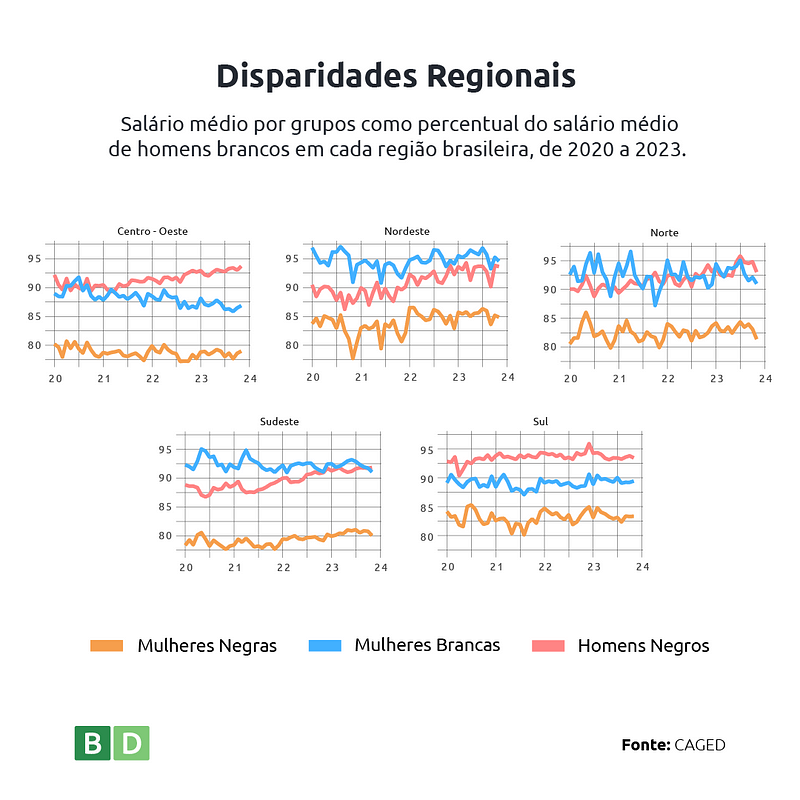 Disparidades Regionais
Salário médio por grupos como percentual do salário médio
de homens brancos em cada região brasileira, de 2020 a 2023.
Centro - Oeste
95
90
85
80
20 21 22 23 24
Nordeste
95
90
85
80
20 21 22 23 24
Norte
95
90
85
80
20 21 22 23 24
Sudeste
95
90
85
80
20 21 22 23 24
Sul
95
90
85
80
20 21 22 23 24
Mulheres Negras Mulheres Brancas Homens Negros
B D
Fonte: CAGED